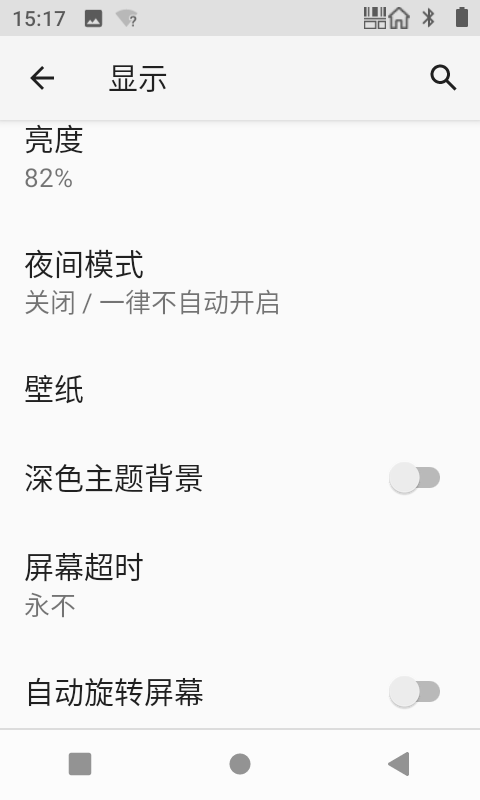 15:17
显示
亮度
82%
夜间模式
关闭 / 一律不自动开启
壁纸
深色主题背景
屏幕超时
永不
自动旋转屏幕